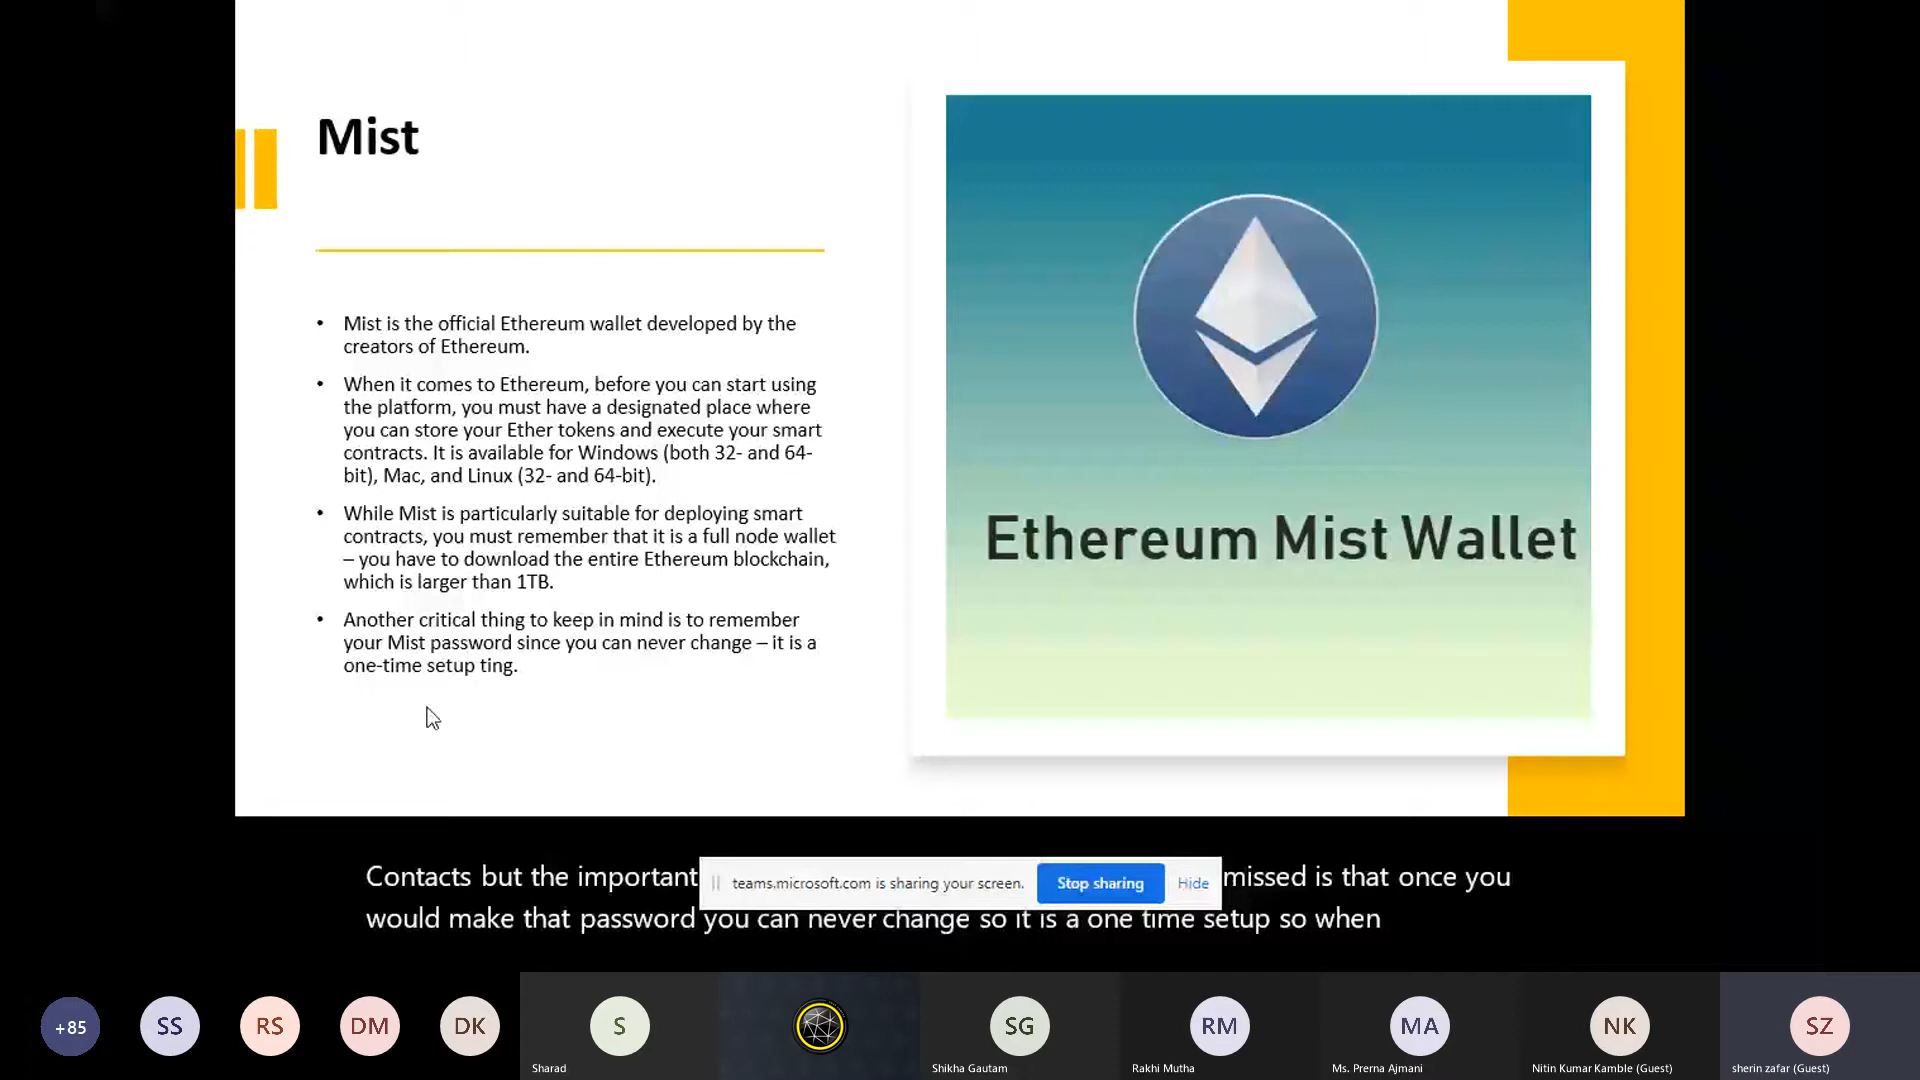 Mist
• Mist is the official Ethereum wallet developed by the
creators of Ethereum.
• When it comes to Ethereum, before you can start using
the platform, you must have a designated place where
you can store your Ether tokens and execute your smart
contracts. It is available for Windows (both 32- and 64-
bit), Mac, and Linux (32- and 64-bit).
• While Mist is particularly suitable for deploying smart
contracts, you must remember that it is a full node wallet
– you have to download the entire Ethereum blockchain,
which is larger than 1TB.
• Another critical thing to keep in mind is to remember
your Mist password since you can never change – it is a
one-time setup ting.
Ethereum Mist Wallet
Contacts but the important missed is that once you
teams.microsoft.com is sharing your screen. Stop sharing Hide
would make that password you can never change so it is a one time setup so when
+85 SS RS DM DK S SG RM MA NK SZ
Sharad Shikha Gautam Rakhi Mutha Ms. Prerna Ajmani Nitin Kumar Kamble (Guest) sherin zafar (Guest)